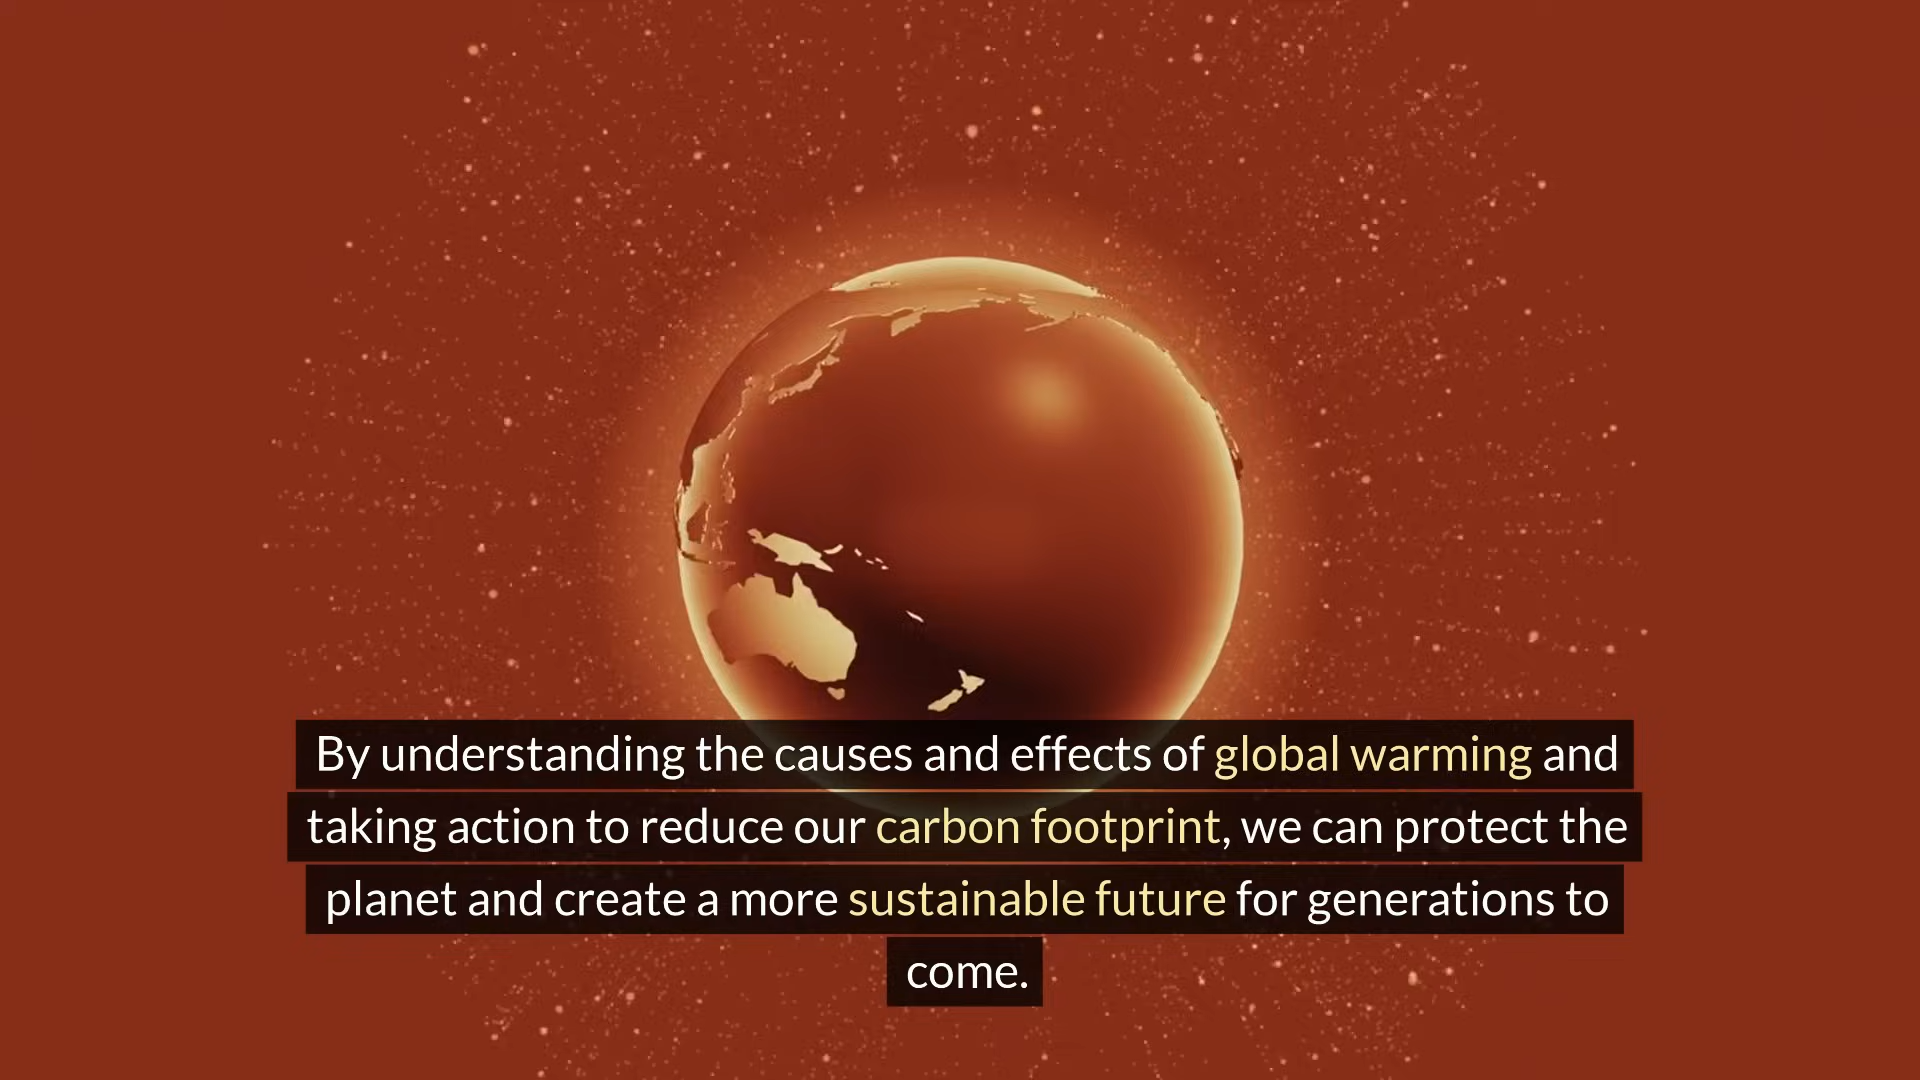 By understanding the causes and effects of global warming and
taking action to reduce our carbon footprint, we can protect the
planet and create a more sustainable future for generations to
come.